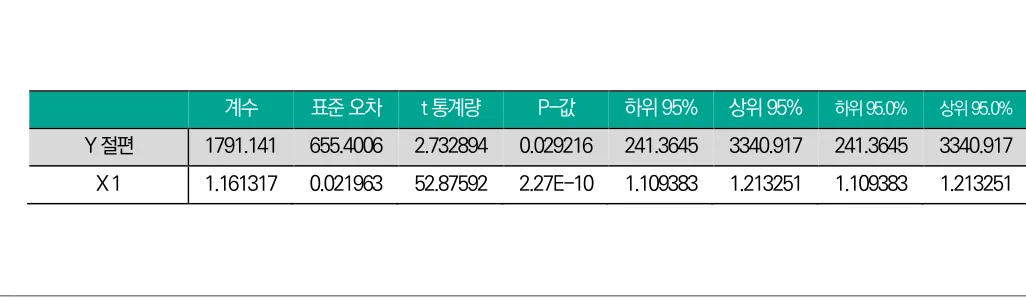 계수 표준 오차 t 통계량 P-값 하위 95% 상위 95% 하위 95.0% 상위 95.0%
Y 절편 1791.141 655.4006 2.732894 0.029216 241.3645 3340.917 241.3645 3340.917
X 1 1.161317 0.021963 52.87592 2.27E-10 1.109383 1.213251 1.109383 1.213251